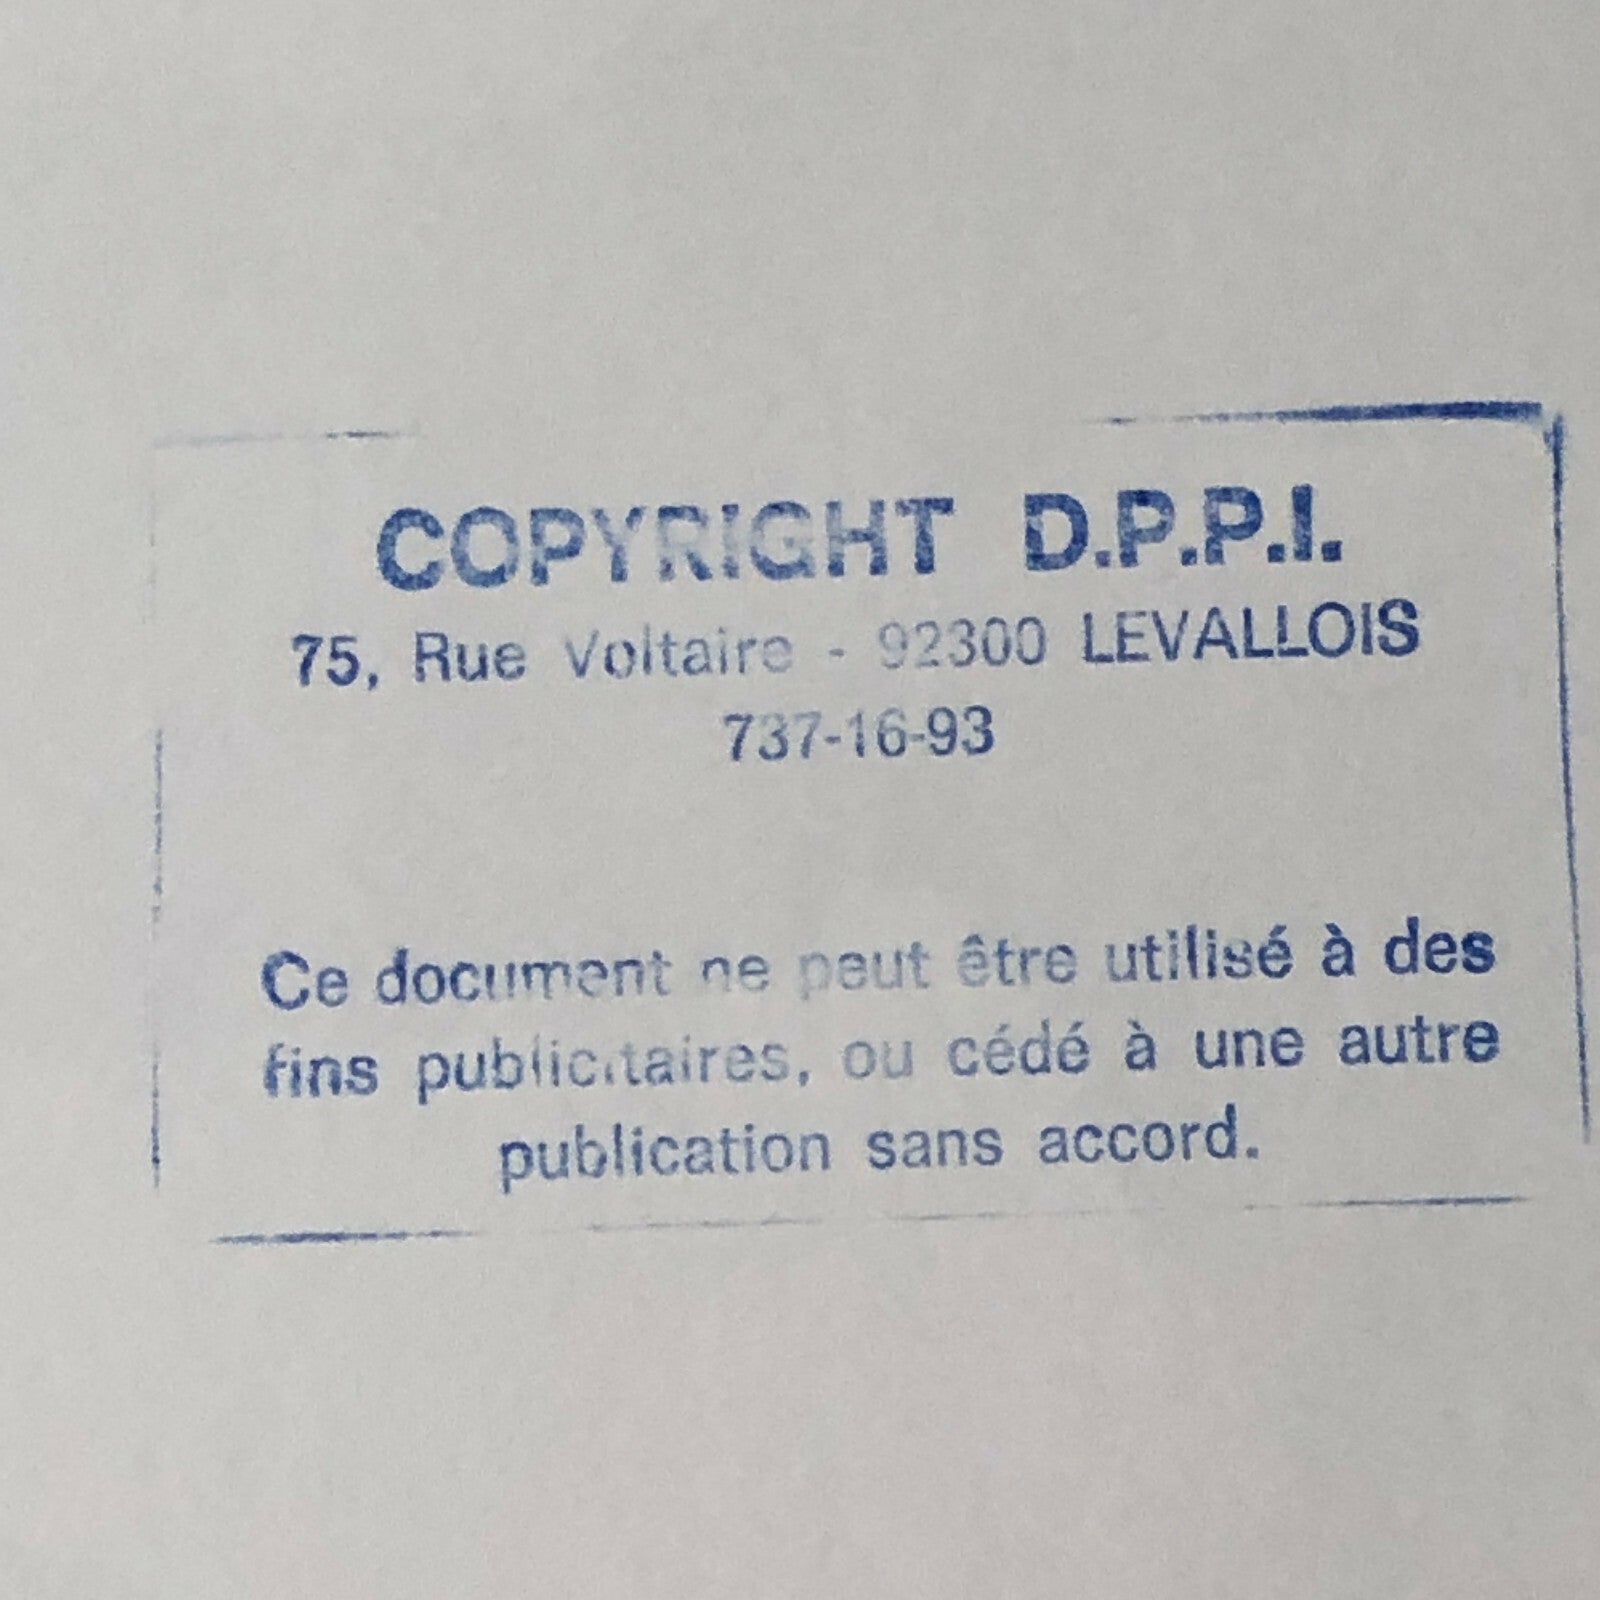 COPYRIGHT D.P.P.I.
75, Rue Voltaire - 92300 LEVALLOIS
737-16-93
Ce document ne peut être utilisé à des
fins publicitaires, ou cédé à une autre
publication sans accord.